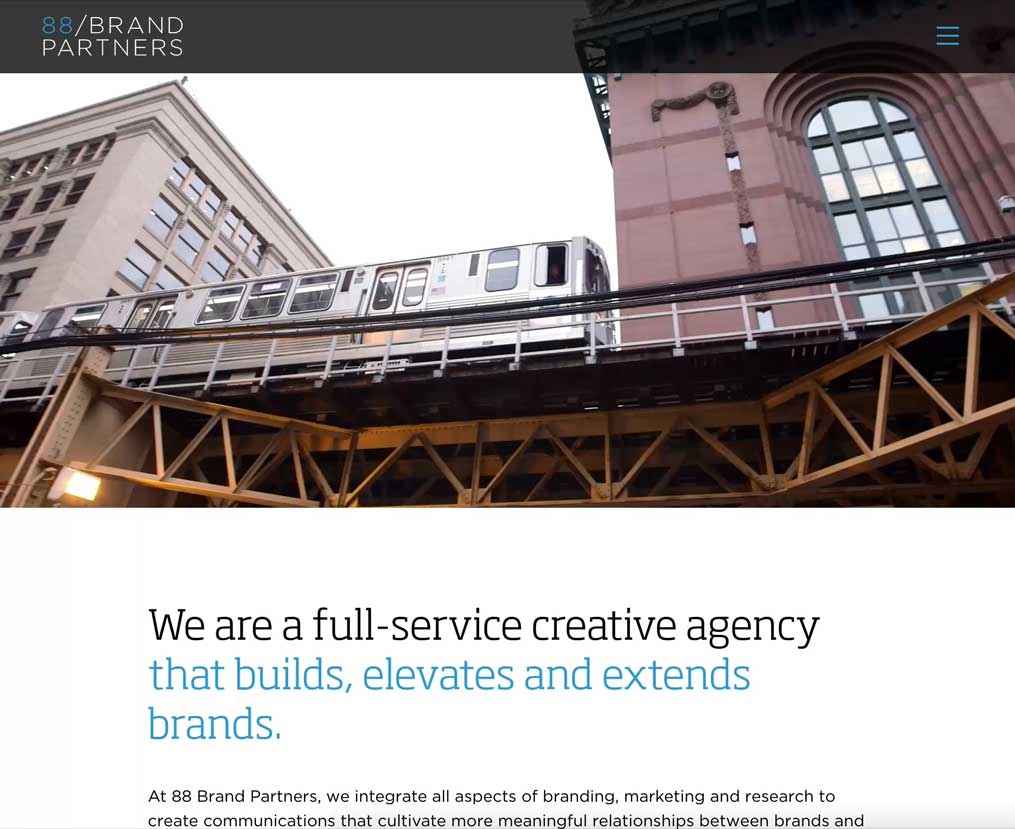 88/BRAND
PARTNERS
We are a full-service creative agency
that builds, elevates and extends
brands.
At 88 Brand Partners, we integrate all aspects of branding, marketing and research to
create communications that cultivate more meaningful relationships between brands and